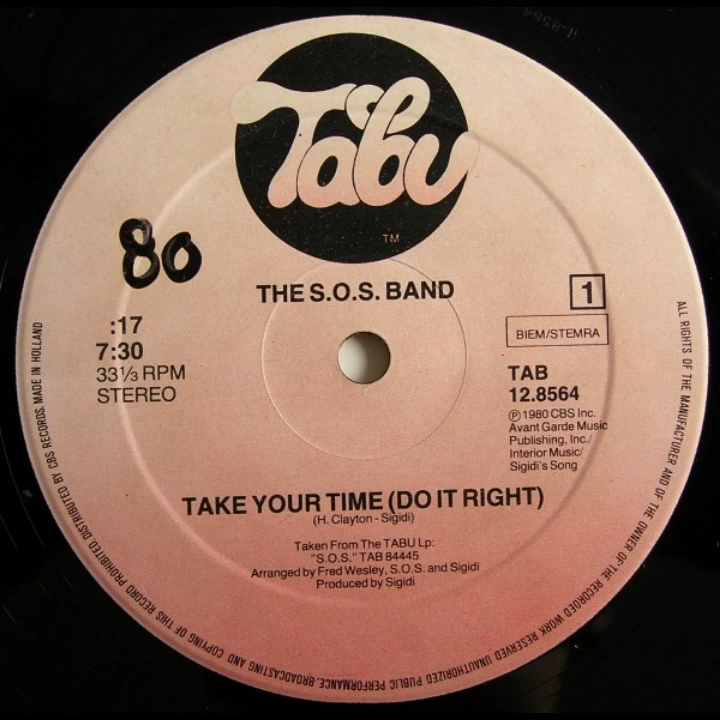 Tabu
TM
80
THE S.O.S. BAND
1
BIEM/STEMRA
:17
7:30
33⅓ RPM
STEREO
TAB
12.8564
℗ 1980 CBS Inc.
Avant Garde Music
Publishing, Inc./
Interior Music/
Sigidi's Song
TAKE YOUR TIME (DO IT RIGHT)
(H. Clayton - Sigidi)
Taken From The TABU Lp:
"S.O.S." TAB 84445
Arranged by Fred Wesley, S.O.S. and Sigidi
Produced by Sigidi
ALL RIGHTS OF THE MANUFACTURER AND OF THE OWNER OF THE RECORDED WORK RESERVED UNAUTHORIZED PUBLIC PERFORMANCE, BROADCASTING AND COPYING OF THIS RECORD PROHIBITED DISTRIBUTED BY CBS RECORDS. MADE IN HOLLAND